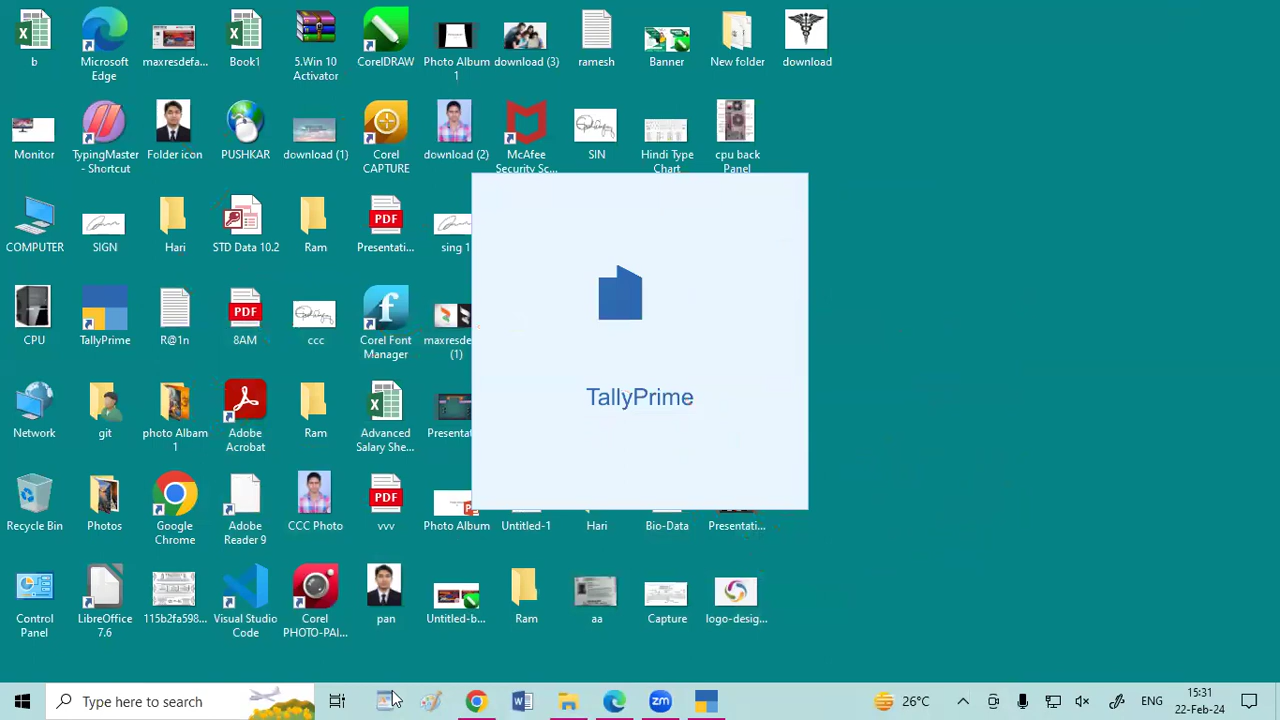 b
Microsoft
Edge
maxresdefa...
Book1
5.Win 10
Activator
CorelDRAW
Photo Album
1
download (3)
ramesh
Banner
New folder
download
Monitor
TypingMaster
- Shortcut
Folder icon
PUSHKAR
download (1)
Corel
CAPTURE
download (2)
McAfee
Security Sc...
SIN
Hindi Type
Chart
cpu back
Panel
COMPUTER
SIGN
Hari
STD Data 10.2
Ram
PDF
Presentati...
sing 1
CPU
TallyPrime
R@1n
PDF
8AM
ccc
Corel Font
Manager
maxresde
(1)
TallyPrime
Network
git
photo Albam
1
Adobe
Acrobat
Ram
Advanced
Salary She...
Presentat
Recycle Bin
Photos
Google
Chrome
Adobe
Reader 9
CCC Photo
PDF
vvv
Photo Album
Untitled-1
Hari
Bio-Data
Presentati...
Control
Panel
LibreOffice
7.6
115b2fa598...
Visual Studio
Code
Corel
PHOTO-PAI...
pan
Untitled-b...
Ram
aa
Capture
logo-desig...
Type here to search
zm
26°C
ENG
15:31
22-Feb-24